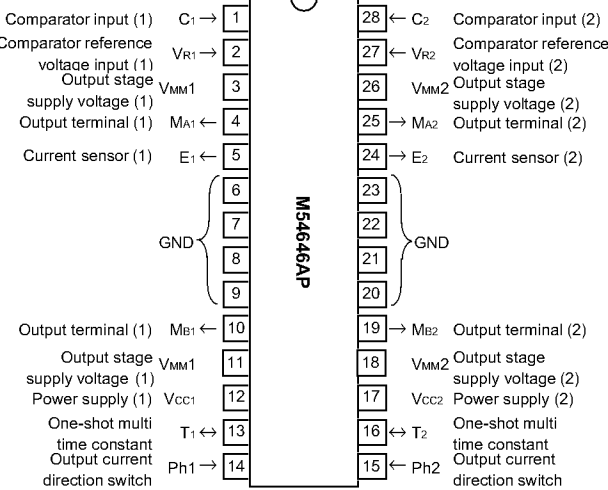 Comparator input (1) C1 → 1
Comparator reference voltage input (1) VR1 → 2
Output stage supply voltage (1) VMM1 3
Output terminal (1) MA1 ← 4
Current sensor (1) E1 ← 5
6
7
GND
8
9
Output terminal (1) MB1 ← 10
Output stage supply voltage (1) VMM1 11
Power supply (1) VCC1 12
One-shot multi time constant T1 ↔ 13
Output current direction switch Ph1 → 14
M54646AP
28 ← C2 Comparator input (2)
27 ← VR2 Comparator reference voltage input (2)
26 VMM2 Output stage supply voltage (2)
25 → MA2 Output terminal (2)
24 → E2 Current sensor (2)
23
22
GND
21
20
19 → MB2 Output terminal (2)
18 VMM2 Output stage supply voltage (2)
17 VCC2 Power supply (2)
16 ↔ T2 One-shot multi time constant
15 ← Ph2 Output current direction switch